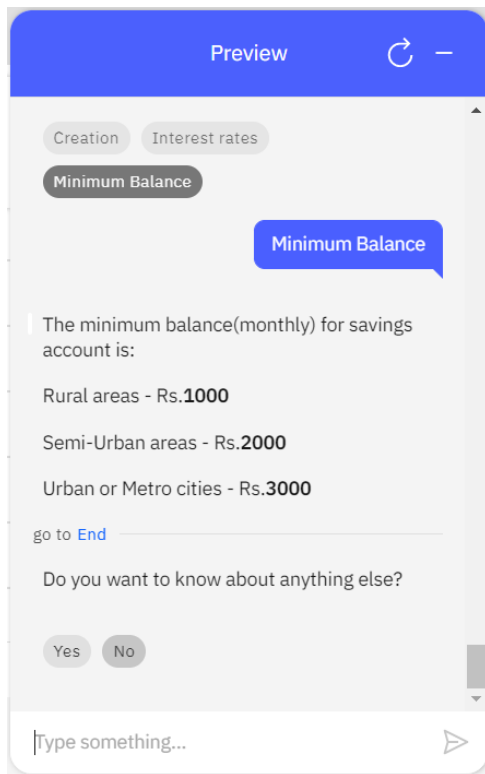 Preview
Creation Interest rates
Minimum Balance
Minimum Balance
The minimum balance(monthly) for savings
account is:
Rural areas - Rs.1000
Semi-Urban areas - Rs.2000
Urban or Metro cities - Rs.3000
go to End
Do you want to know about anything else?
Yes No
Type something...